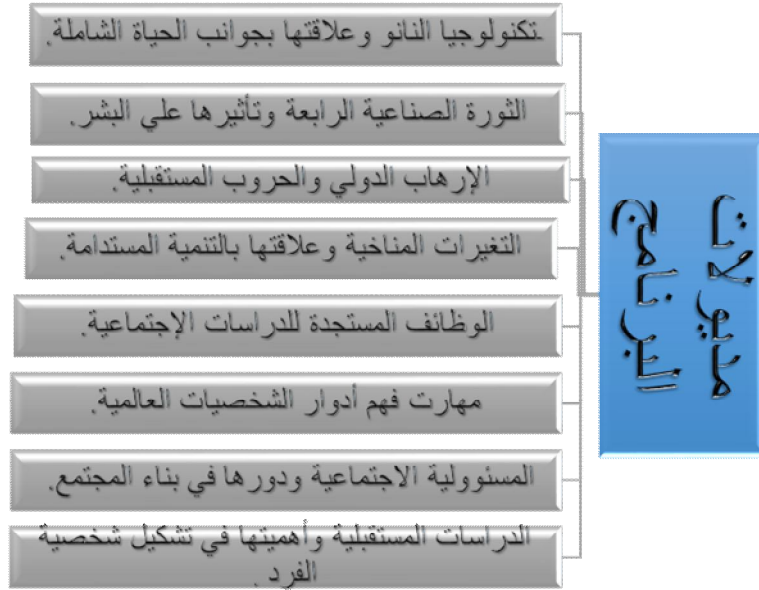 مديولات
البرنامج
تكنولوجيا النانو وعلاقتها بجوانب الحياة الشاملة.
الثورة الصناعية الرابعة وتأثيرها علي البشر.
الإرهاب الدولي والحروب المستقبلية.
التغيرات المناخية وعلاقتها بالتنمية المستدامة.
الوظائف المستجدة للدراسات الإجتماعية.
مهارت فهم أدوار الشخصيات العالمية.
المسئوولية الاجتماعية ودورها في بناء المجتمع.
الدراسات المستقبلية وأهميتها في تشكيل شخصية
الفرد .